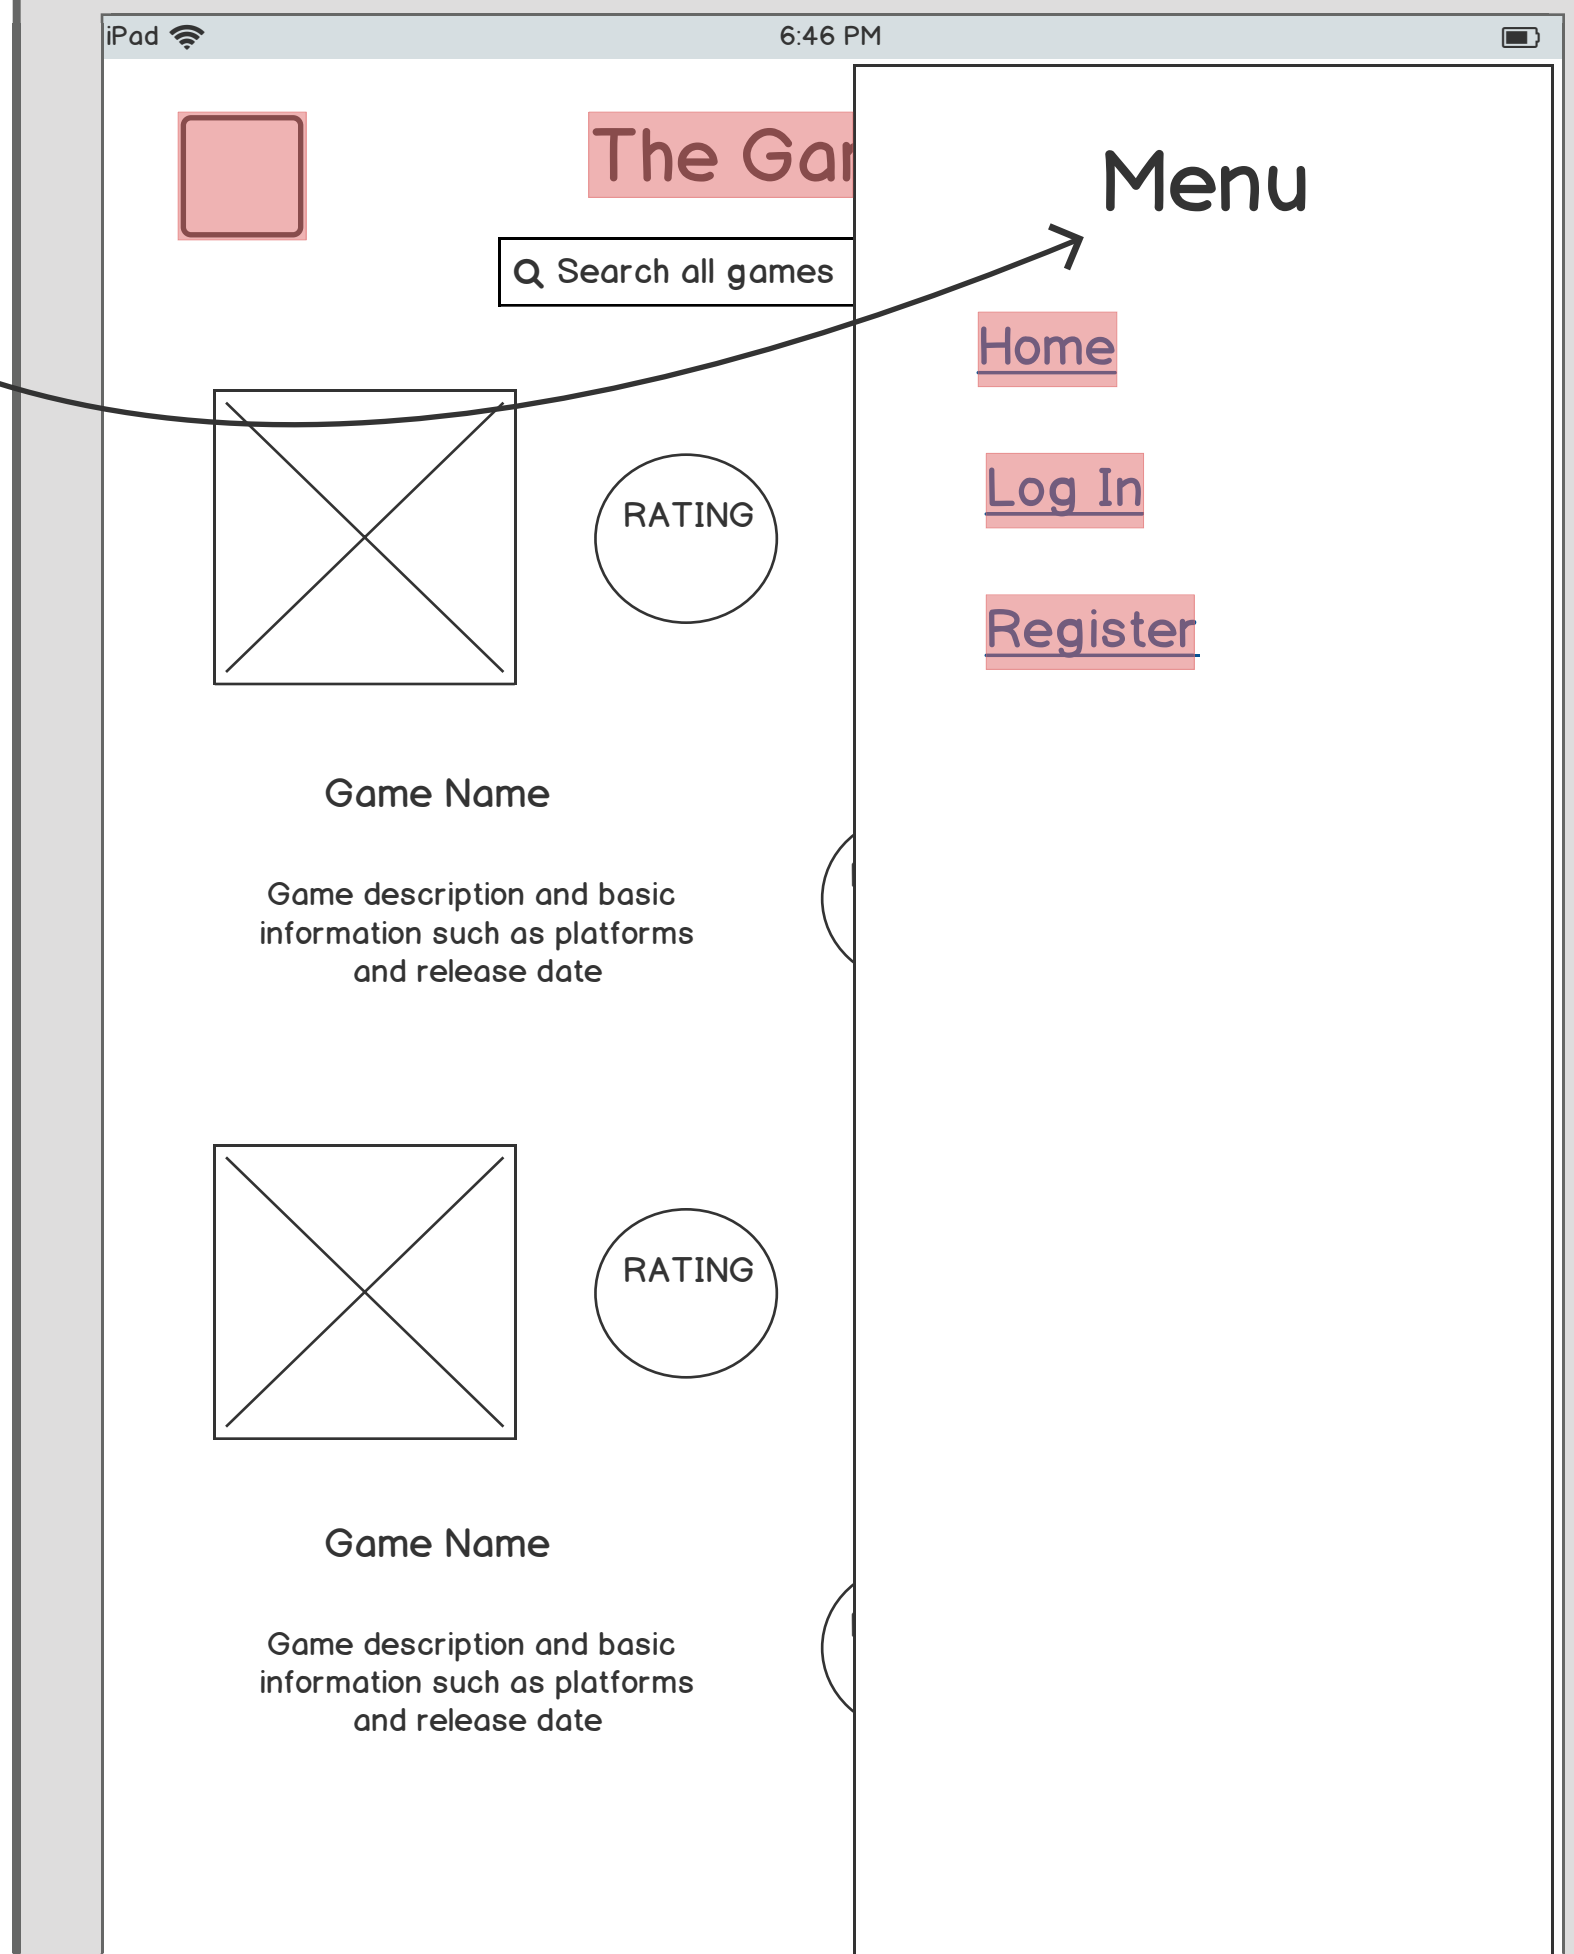 iPad
6:46 PM
The Gar
Search all games
Menu
Home
Log In
Register
RATING
Game Name
Game description and basic
information such as platforms
and release date
RATING
Game Name
Game description and basic
information such as platforms
and release date